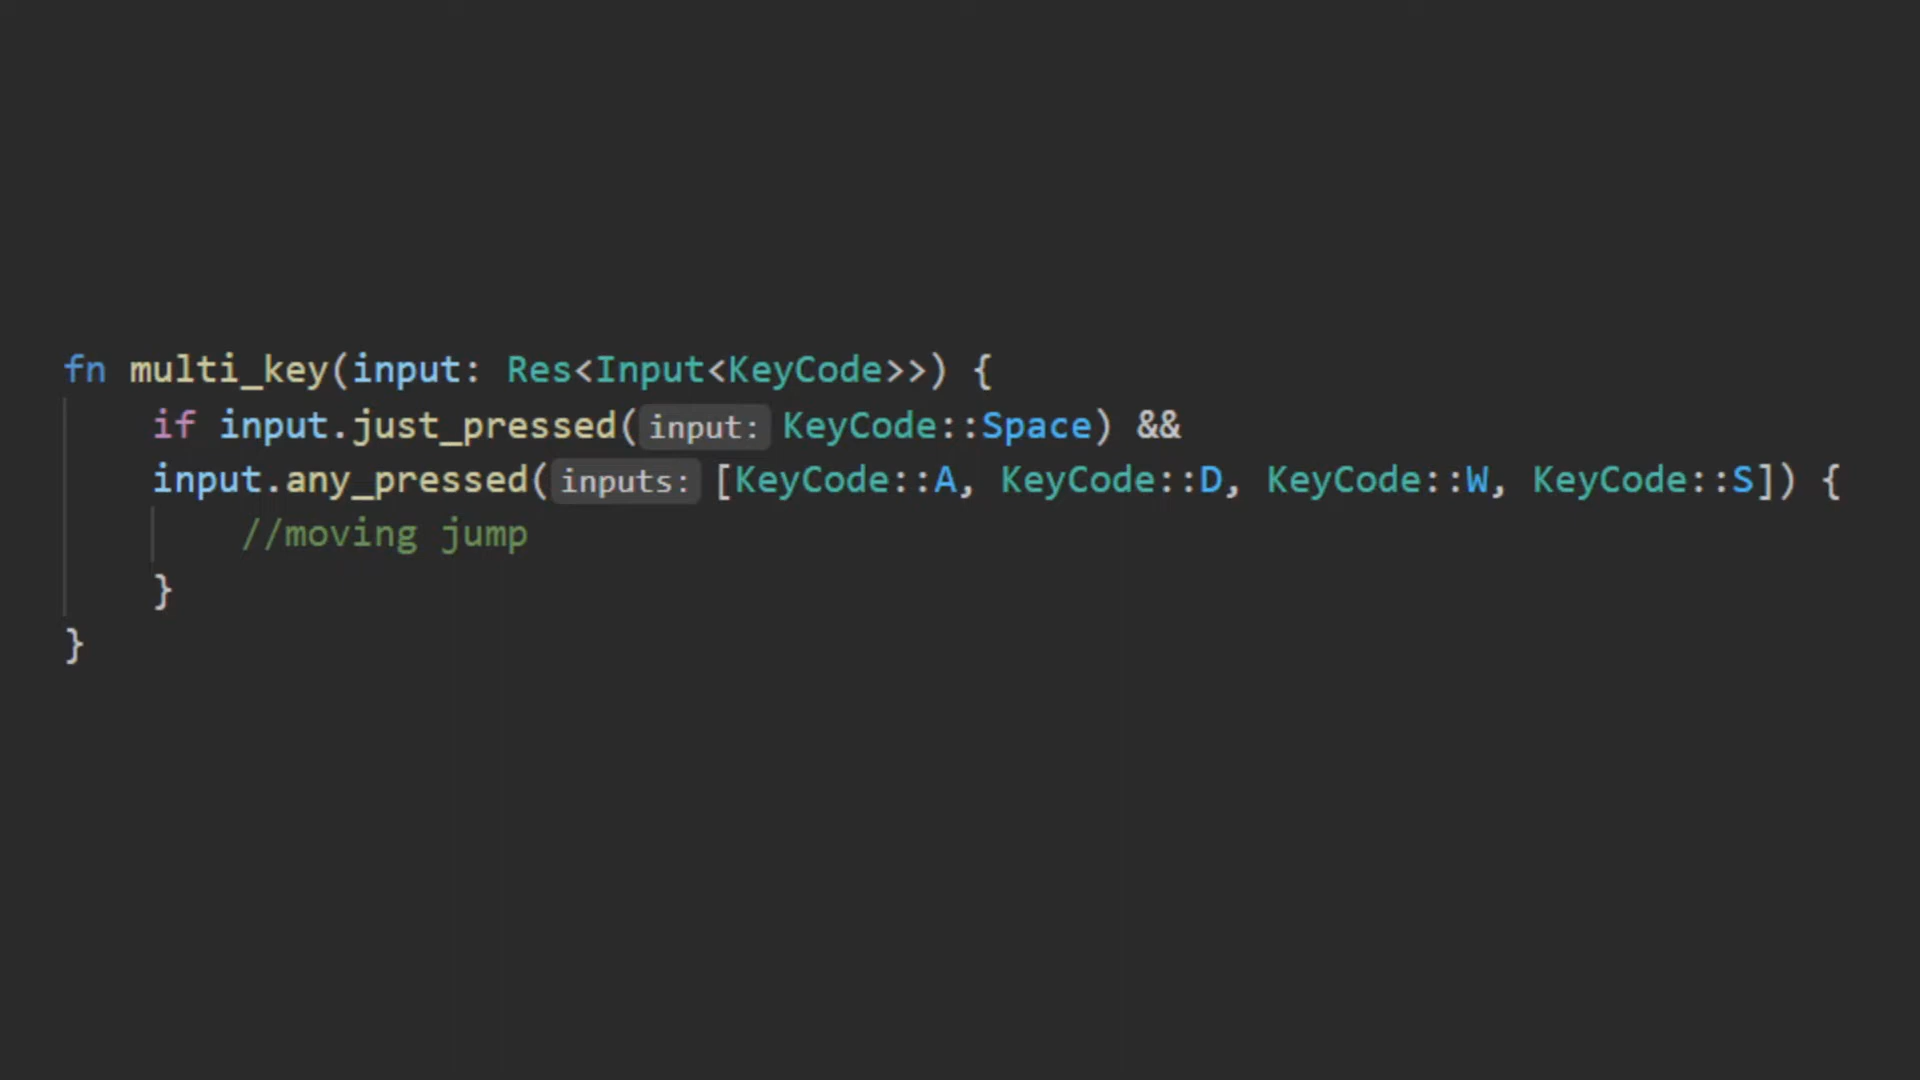 fn multi_key(input: Res<Input<KeyCode>>) {
if input.just_pressed(input: KeyCode::Space) &&
input.any_pressed(inputs: [KeyCode::A, KeyCode::D, KeyCode::W, KeyCode::S]) {
//moving jump
}
}